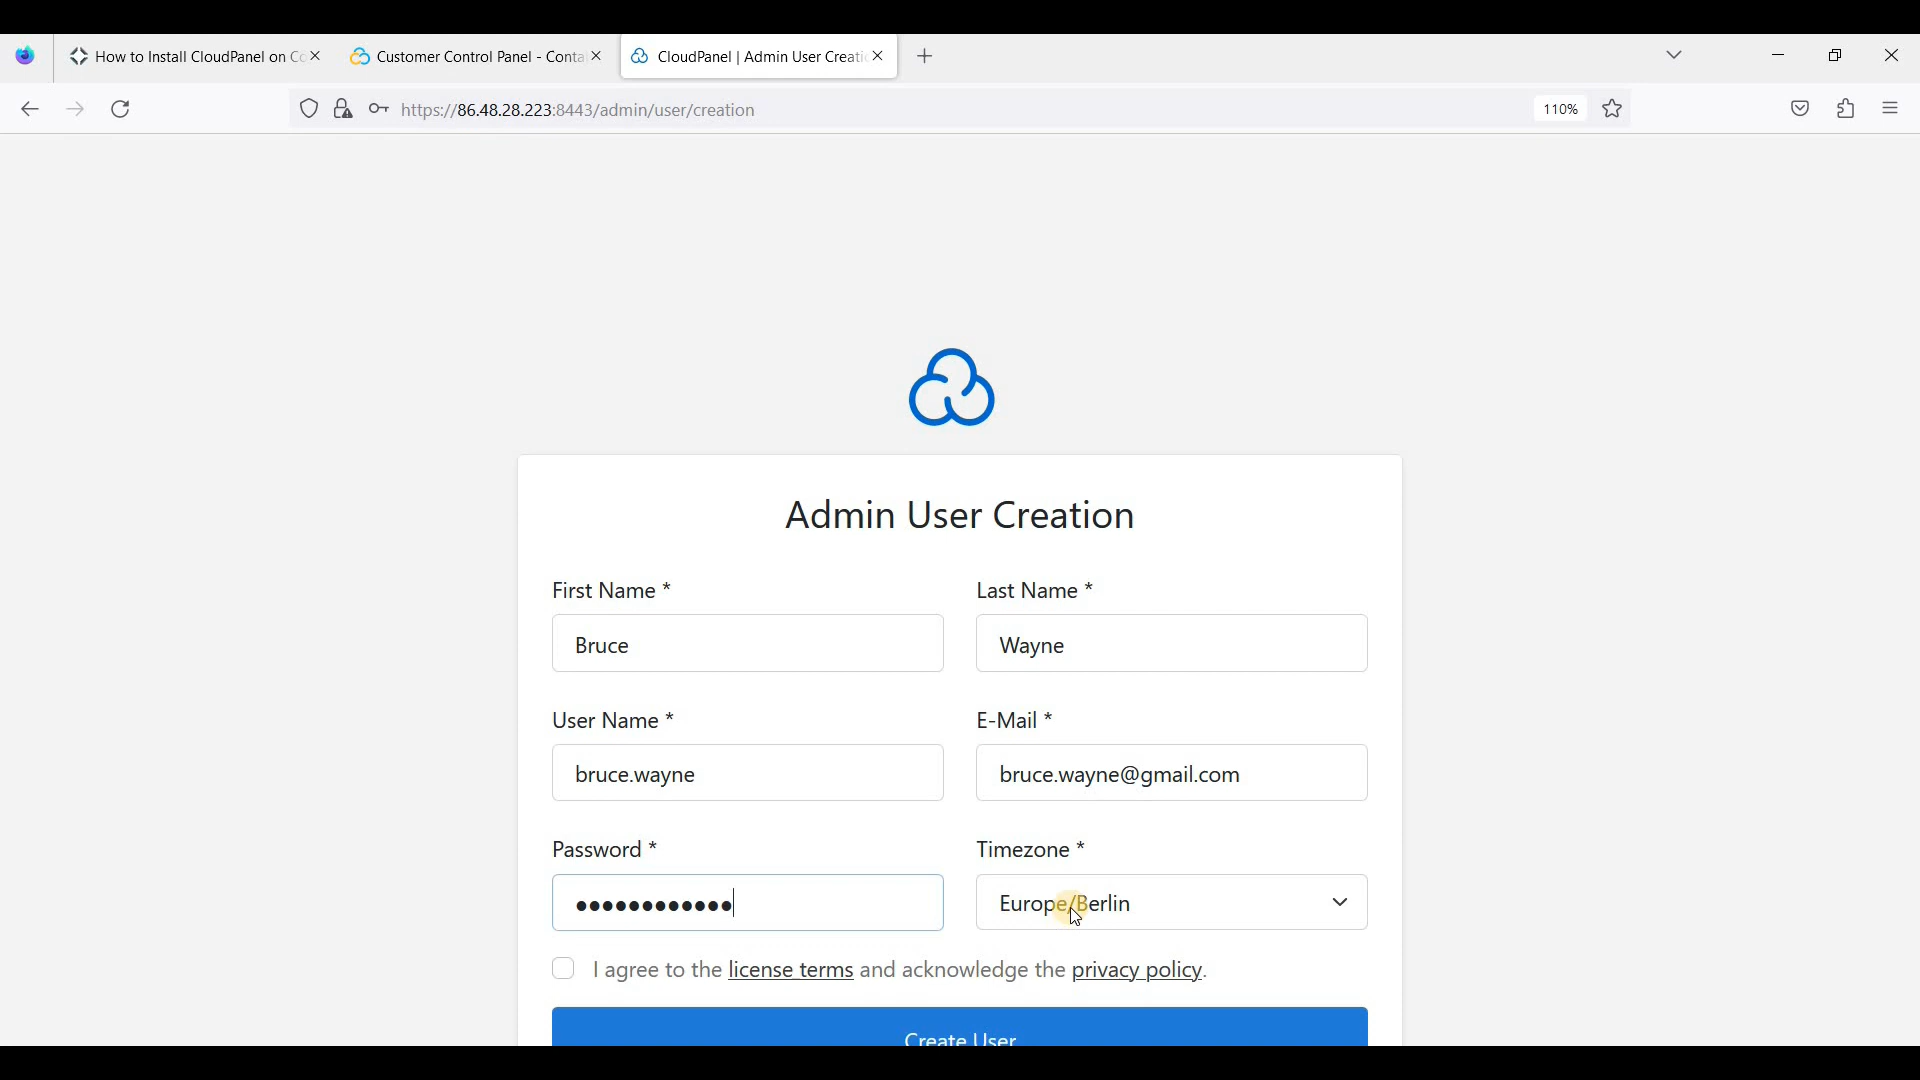 How to Install CloudPanel on Co
Customer Control Panel - Conta
CloudPanel | Admin User Creatio
https://86.48.28.223:8443/admin/user/creation
110%
Admin User Creation
First Name *
Last Name *
Bruce
Wayne
User Name *
E-Mail *
bruce.wayne
bruce.wayne@gmail.com
Password *
Timezone *
●●●●●●●●●●●●
Europe/Berlin
I agree to the license terms and acknowledge the privacy policy.
Create User